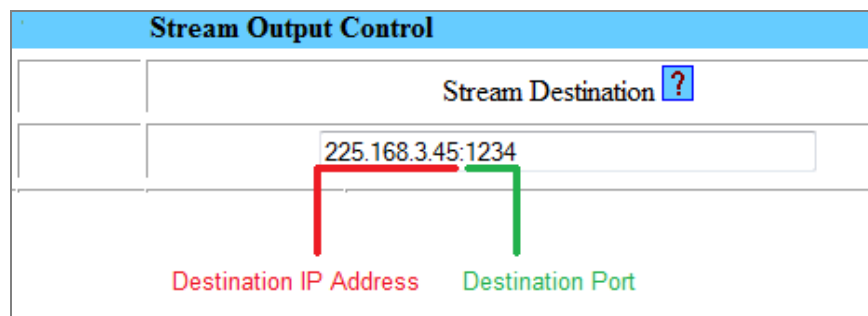 Stream Output Control
Stream Destination ?
225.168.3.45:1234
Destination IP Address Destination Port